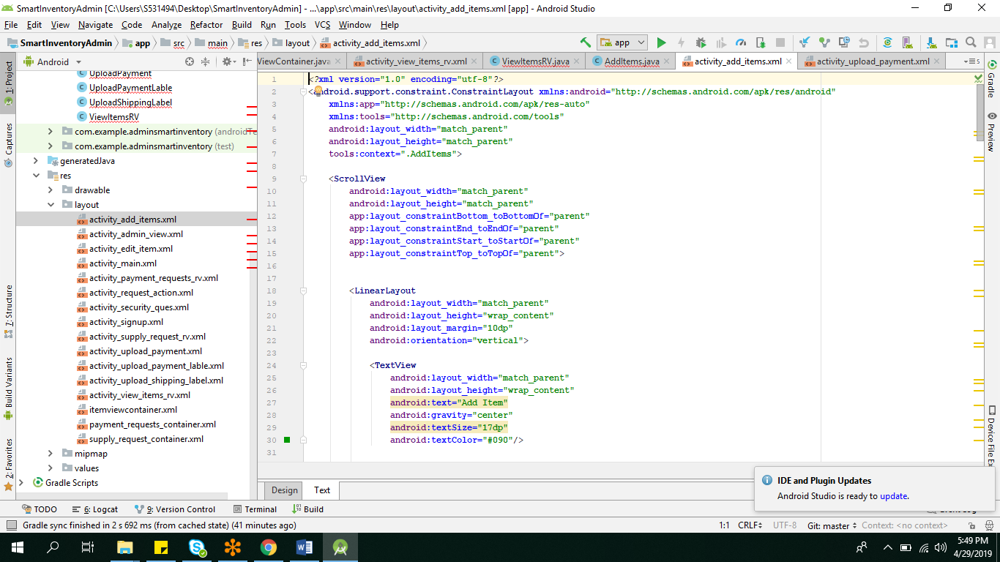 SmartInventoryAdmin [C:\Users\S531494\Desktop\SmartInventoryAdmin] - ...\app\src\main\res\layout\activity_add_items.xml [app] - Android Studio
File Edit View Navigate Code Analyze Refactor Build Run Tools VCS Window Help
SmartInventoryAdmin app src main res layout activity_add_items.xml
app
Android
ViewContainer.java activity_view_items_rv.xml ViewItemsRV.java AddItems.java activity_add_items.xml activity_upload_payment.xml
5
1: Project
Captures
7: Structure
Build Variants
2: Favorites
UploadPayment
UploadPaymentLable
UploadShippingLabel
ViewItemsRV
com.example.adminsmartinventory (androidTe
com.example.adminsmartinventory (test)
generatedJava
res
drawable
layout
activity_add_items.xml
activity_admin_view.xml
activity_edit_item.xml
activity_main.xml
activity_payment_requests_rv.xml
activity_request_action.xml
activity_security_ques.xml
activity_signup.xml
activity_supply_request_rv.xml
activity_upload_payment.xml
activity_upload_payment_lable.xml
activity_upload_shipping_label.xml
activity_view_items_rv.xml
itemviewcontainer.xml
payment_requests_container.xml
supply_request_container.xml
mipmap
values
Gradle Scripts
1 <?xml version="1.0" encoding="utf-8"?>
2 <android.support.constraint.ConstraintLayout xmlns:android="http://schemas.android.com/apk/res/android"
3 xmlns:app="http://schemas.android.com/apk/res-auto"
4 xmlns:tools="http://schemas.android.com/tools"
5 android:layout_width="match_parent"
6 android:layout_height="match_parent"
7 tools:context=".AddItems">
8
9 <ScrollView
10 android:layout_width="match_parent"
11 android:layout_height="match_parent"
12 app:layout_constraintBottom_toBottomOf="parent"
13 app:layout_constraintEnd_toEndOf="parent"
14 app:layout_constraintStart_toStartOf="parent"
15 app:layout_constraintTop_toTopOf="parent">
16
17
18 <LinearLayout
19 android:layout_width="match_parent"
20 android:layout_height="wrap_content"
21 android:layout_margin="10dp"
22 android:orientation="vertical">
23
24 <TextView
25 android:layout_width="match_parent"
26 android:layout_height="wrap_content"
27 android:text="Add Item"
28 android:gravity="center"
29 android:textSize="17dp"
30 android:textColor="#090"/>
31
Gradle
Preview
Device File Ex
Design Text
IDE and Plugin Updates
Android Studio is ready to update.
TODO 6: Logcat 9: Version Control Terminal Build
Gradle sync finished in 2 s 692 ms (from cached state) (41 minutes ago) 1:1 CRLF UTF-8 Git: master Context: <no context>
5:49 PM
4/29/2019